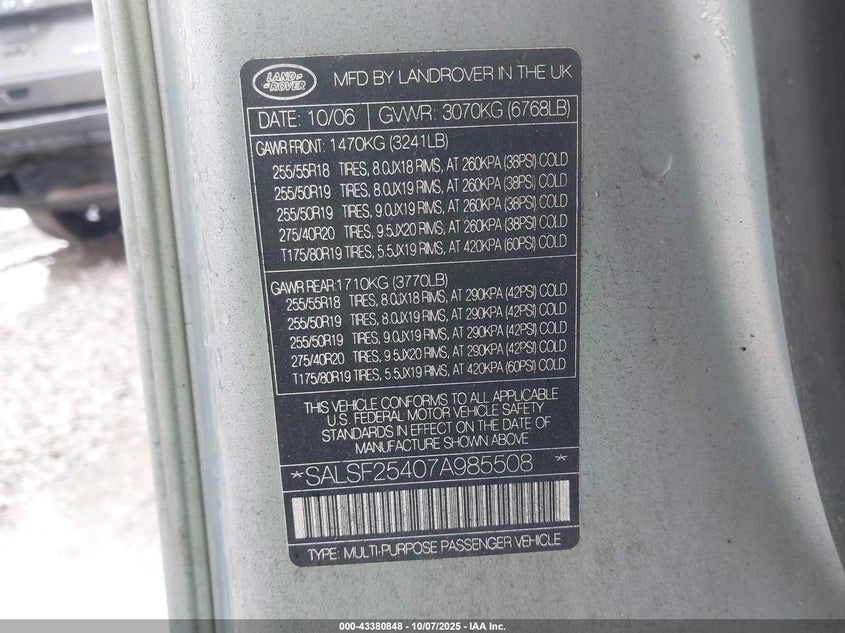 LAND ROVER
MFD BY LANDROVER IN THE UK
DATE: 10/06 GVWR: 3070KG (6768LB)
GAWR FRONT: 1470KG (3241LB)
255/55R18 TIRES, 8.0JX18 RIMS, AT 260KPA (38PSI) COLD
255/50R19 TIRES, 8.0JX19 RIMS, AT 260KPA (38PSI) COLD
255/50R19 TIRES, 9.0JX19 RIMS, AT 260KPA (38PSI) COLD
275/40R20 TIRES, 9.5JX20 RIMS, AT 260KPA (38PSI) COLD
T175/80R19 TIRES, 5.5JX19 RIMS, AT 420KPA (60PSI) COLD
GAWR REAR:1710KG (3770LB)
255/55R18 TIRES, 8.0JX18 RIMS, AT 290KPA (42PSI) COLD
255/50R19 TIRES, 8.0JX19 RIMS, AT 290KPA (42PSI) COLD
255/50R19 TIRES, 9.0JX19 RIMS, AT 290KPA (42PSI) COLD
275/40R20 TIRES, 9.5JX20 RIMS, AT 290KPA (42PSI) COLD
T175/80R19 TIRES, 5.5JX19 RIMS, AT 420KPA (60PSI) COLD
THIS VEHICLE CONFORMS TO ALL APPLICABLE
U.S. FEDERAL MOTOR VEHICLE SAFETY
STANDARDS IN EFFECT ON THE DATE OF
MANUFACTURE SHOWN ABOVE
*SALSF25407A985508*
TYPE: MULTI-PURPOSE PASSENGER VEHICLE
000-43380848 - 10/07/2025 - IAA Inc.